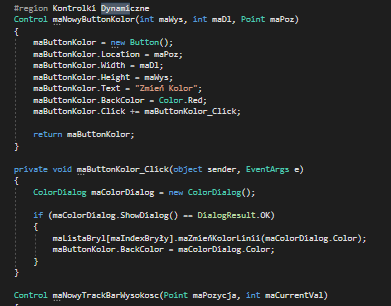 #region Kontrolki Dynamiczne
Control maNowyButtonKolor(int maWys, int maDl, Point maPoz)
{
maButtonKolor = new Button();
maButtonKolor.Location = maPoz;
maButtonKolor.Width = maDl;
maButtonKolor.Height = maWys;
maButtonKolor.Text = "Zmień Kolor";
maButtonKolor.BackColor = Color.Red;
maButtonKolor.Click += maButtonKolor_Click;
return maButtonKolor;
}
private void maButtonKolor_Click(object sender, EventArgs e)
{
ColorDialog maColorDialog = new ColorDialog();
if (maColorDialog.ShowDialog() == DialogResult.OK)
{
maListaBryl[maIndexBryły].maZmieńKolorLinii(maColorDialog.Color);
maButtonKolor.BackColor = maColorDialog.Color;
}
}
Control maNowyTrackBarWysokosc(Point maPozycja, int maCurrentVal)